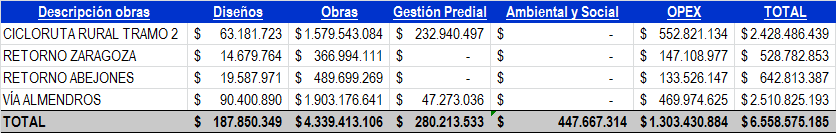 Descripción obras Diseños Obras Gestión Predial Ambiental y Social OPEX TOTAL
CICLORUTA RURAL TRAMO 2 $ 63.181.723 $ 1.579.543.084 $ 232.940.497 $ - $ 552.821.134 $ 2.428.486.439
RETORNO ZARAGOZA $ 14.679.764 $ 366.994.111 $ - $ - $ 147.108.977 $ 528.782.853
RETORNO ABEJONES $ 19.587.971 $ 489.699.269 $ - $ - $ 133.526.147 $ 642.813.387
VÍA ALMENDROS $ 90.400.890 $ 1.903.176.641 $ 47.273.036 $ - $ 469.974.625 $ 2.510.825.193
TOTAL $ 187.850.349 $ 4.339.413.106 $ 280.213.533 $ 447.667.314 $ 1.303.430.884 $ 6.558.575.185